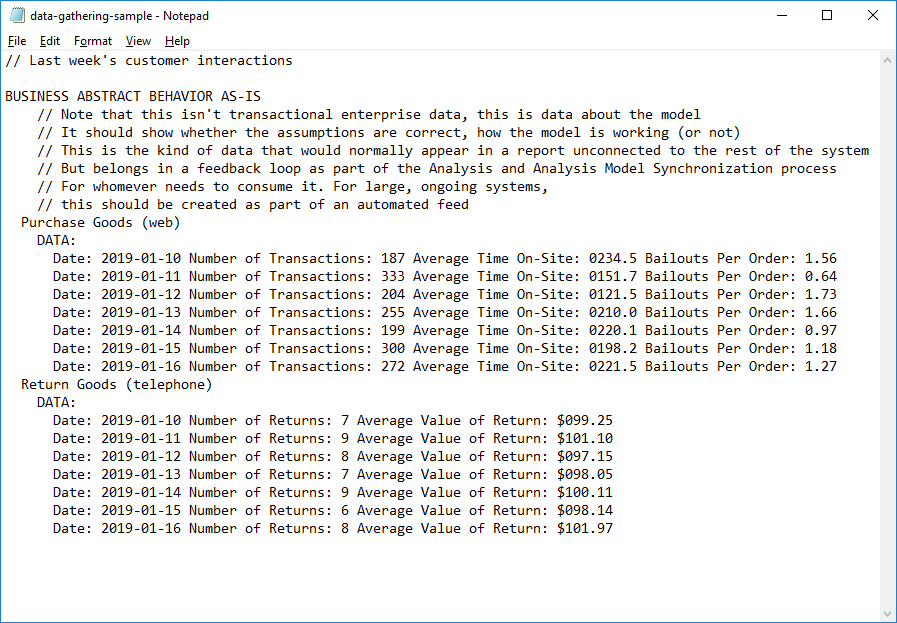 data-gathering-sample - Notepad
File Edit Format View Help
// Last week's customer interactions
BUSINESS ABSTRACT BEHAVIOR AS-IS
// Note that this isn't transactional enterprise data, this is data about the model
// It should show whether the assumptions are correct, how the model is working (or not)
// This is the kind of data that would normally appear in a report unconnected to the rest of the system
// But belongs in a feedback loop as part of the Analysis and Analysis Model Synchronization process
// For whomever needs to consume it. For large, ongoing systems,
// this should be created as part of an automated feed
Purchase Goods (web)
DATA:
Date: 2019-01-10 Number of Transactions: 187 Average Time On-Site: 0234.5 Bailouts Per Order: 1.56
Date: 2019-01-11 Number of Transactions: 333 Average Time On-Site: 0151.7 Bailouts Per Order: 0.64
Date: 2019-01-12 Number of Transactions: 204 Average Time On-Site: 0121.5 Bailouts Per Order: 1.73
Date: 2019-01-13 Number of Transactions: 255 Average Time On-Site: 0210.0 Bailouts Per Order: 1.66
Date: 2019-01-14 Number of Transactions: 199 Average Time On-Site: 0220.1 Bailouts Per Order: 0.97
Date: 2019-01-15 Number of Transactions: 300 Average Time On-Site: 0198.2 Bailouts Per Order: 1.18
Date: 2019-01-16 Number of Transactions: 272 Average Time On-Site: 0221.5 Bailouts Per Order: 1.27
Return Goods (telephone)
DATA:
Date: 2019-01-10 Number of Returns: 7 Average Value of Return: $099.25
Date: 2019-01-11 Number of Returns: 9 Average Value of Return: $101.10
Date: 2019-01-12 Number of Returns: 8 Average Value of Return: $097.15
Date: 2019-01-13 Number of Returns: 7 Average Value of Return: $098.05
Date: 2019-01-14 Number of Returns: 9 Average Value of Return: $100.11
Date: 2019-01-15 Number of Returns: 6 Average Value of Return: $098.14
Date: 2019-01-16 Number of Returns: 8 Average Value of Return: $101.97